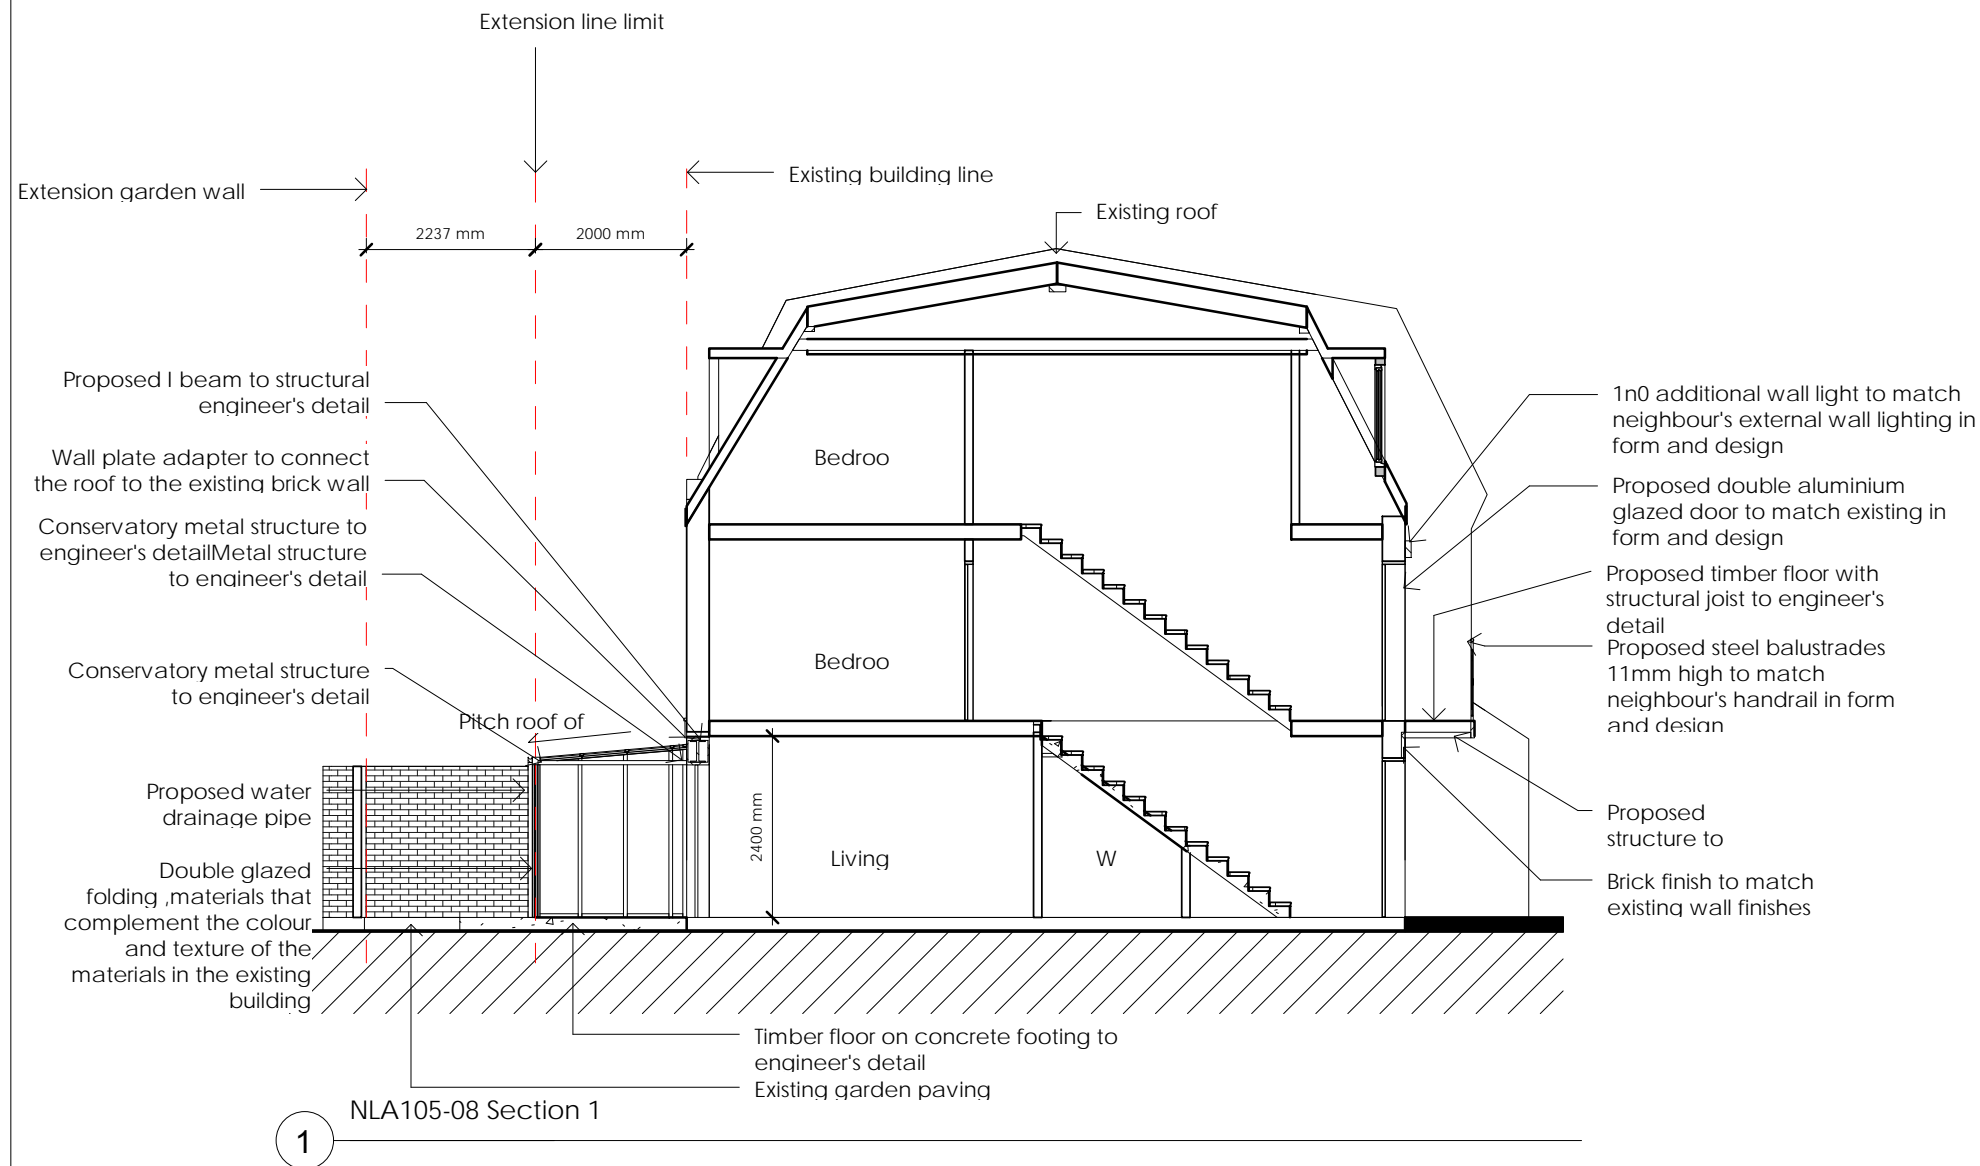 Extension line limit
Extension garden wall
Existing building line
Existing roof
2237 mm
2000 mm
Proposed I beam to structural
engineer's detail
Wall plate adapter to connect
the roof to the existing brick wall
Conservatory metal structure to
engineer's detailMetal structure
to engineer's detail
Conservatory metal structure
to engineer's detail
Pitch roof of
Proposed water
drainage pipe
Double glazed
folding ,materials that
complement the colour
and texture of the
materials in the existing
building
Bedroo
Bedroo
2400 mm
Living
W
1n0 additional wall light to match
neighbour's external wall lighting in
form and design
Proposed double aluminium
glazed door to match existing in
form and design
Proposed timber floor with
structural joist to engineer's
detail
Proposed steel balustrades
11mm high to match
neighbour's handrail in form
and design
Proposed
structure to
Brick finish to match
existing wall finishes
Timber floor on concrete footing to
engineer's detail
Existing garden paving
NLA105-08 Section 1
1